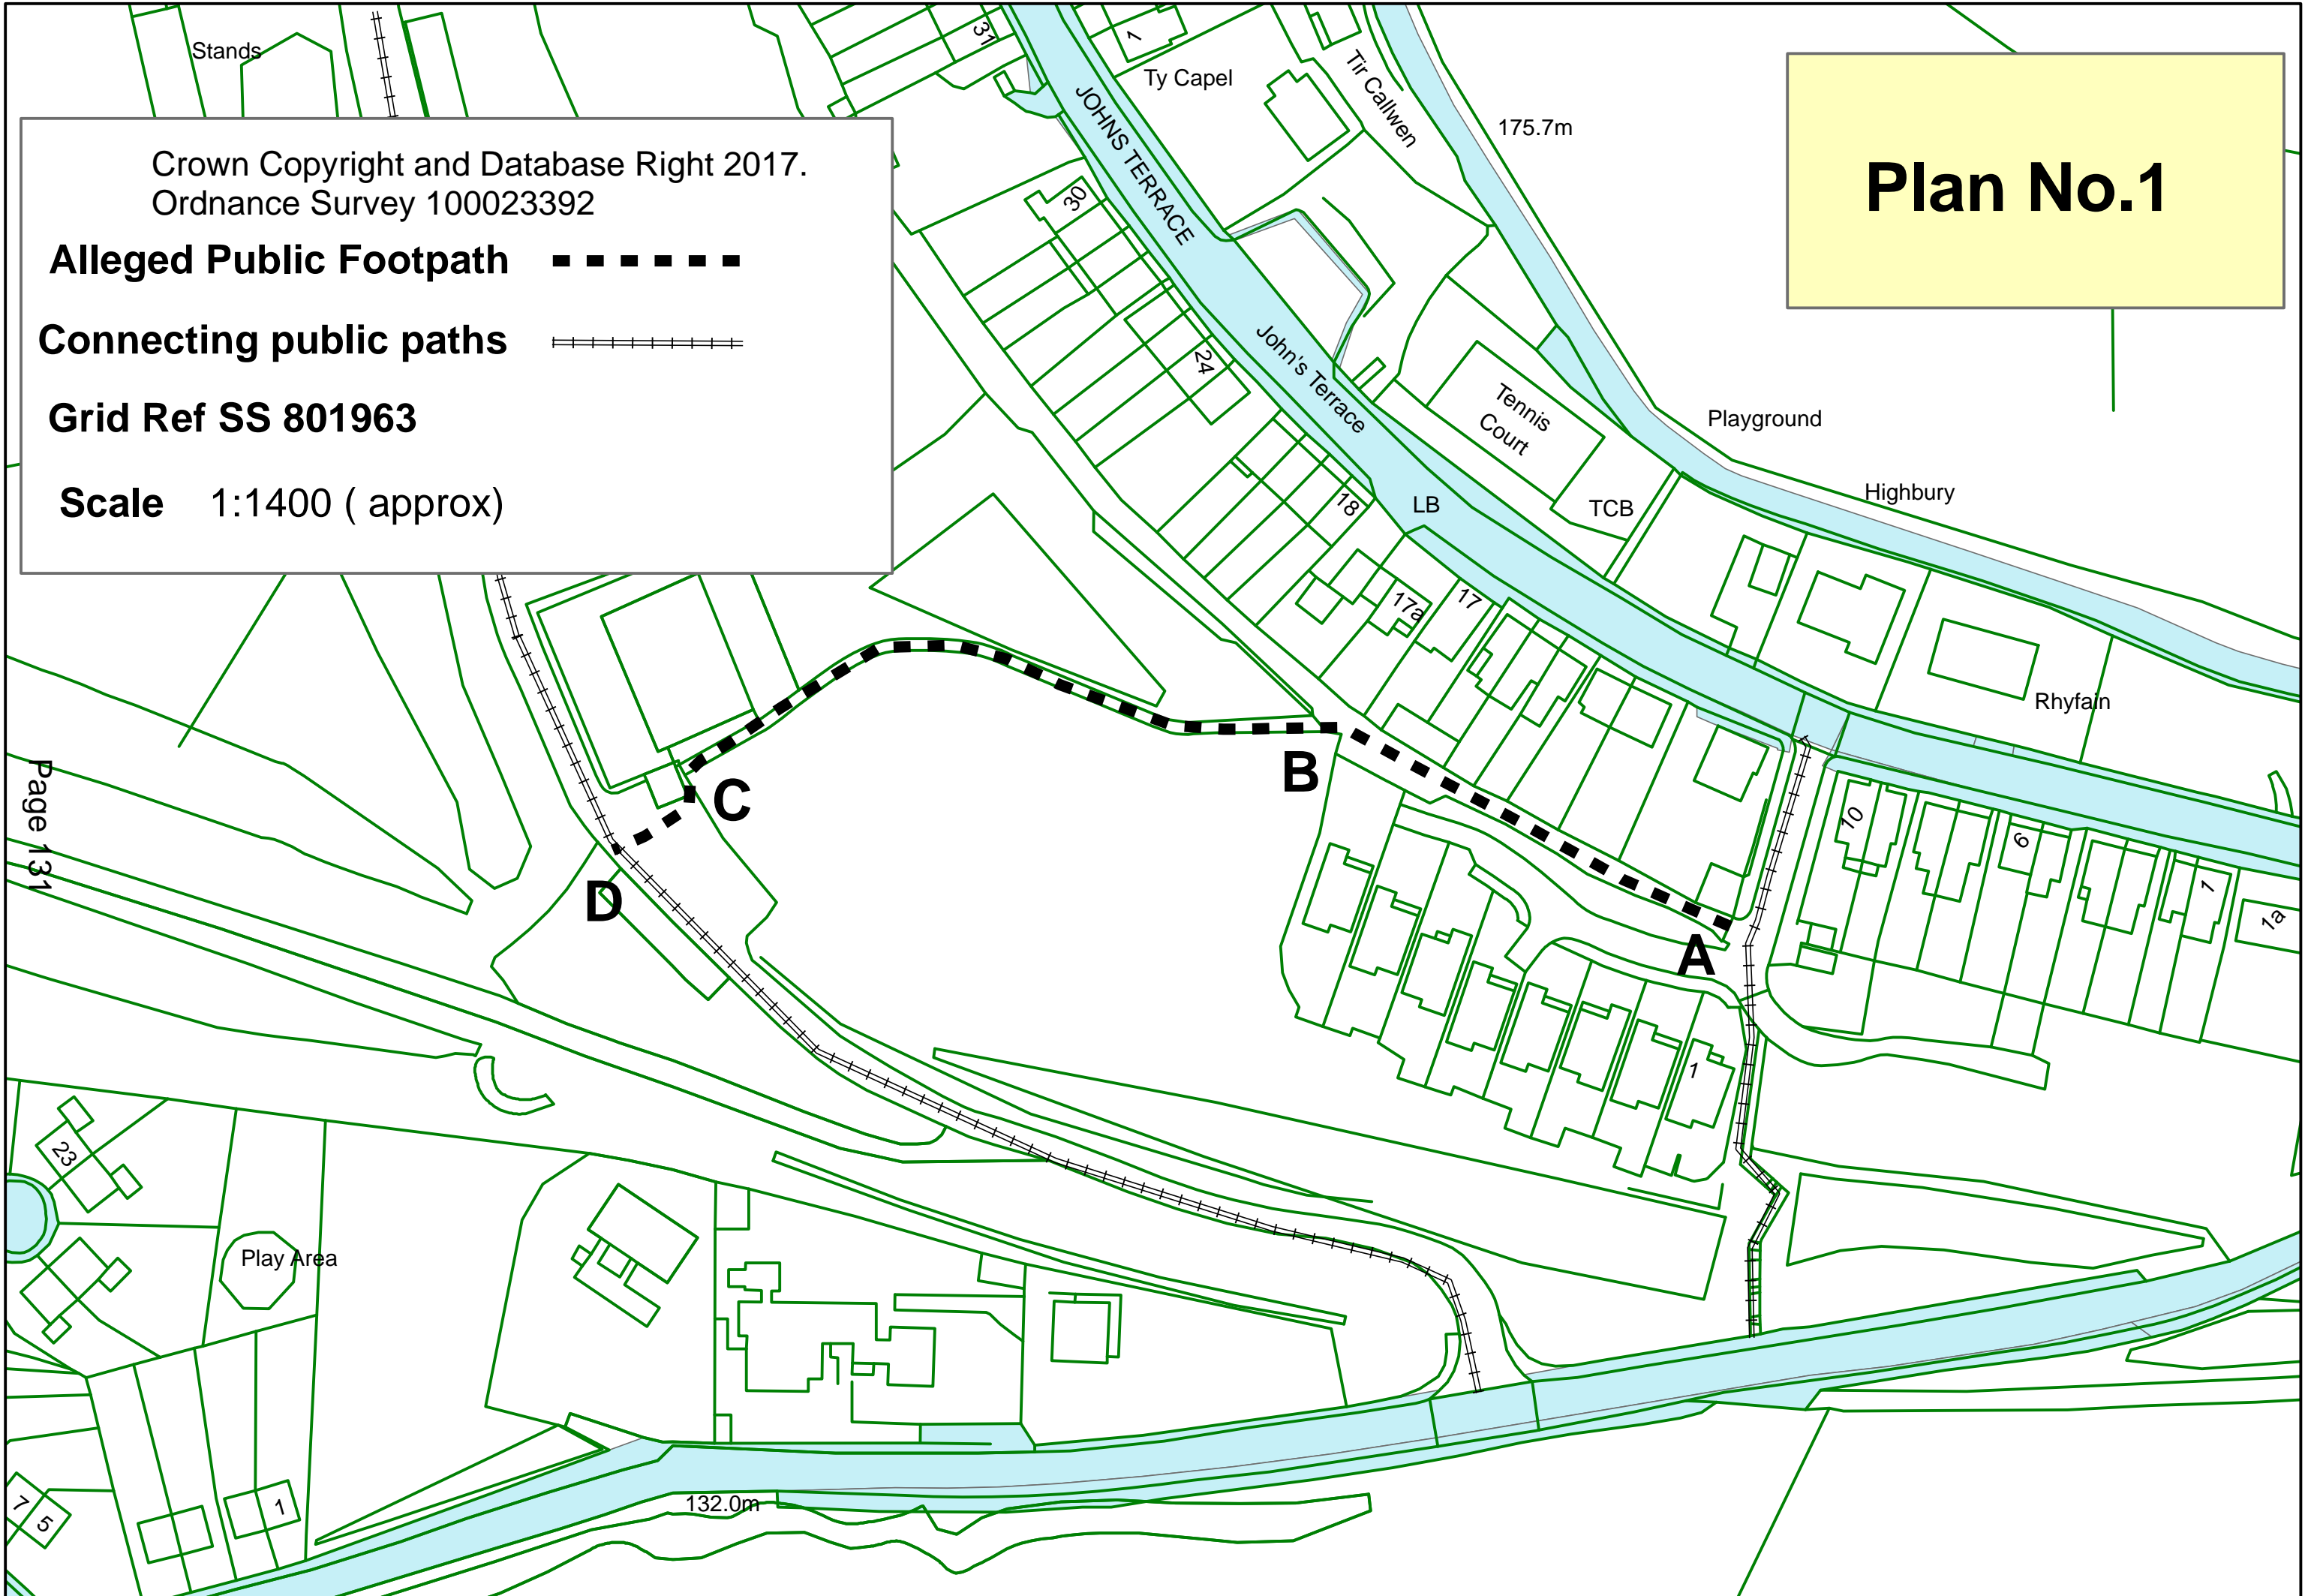 Stands
31
1
Ty Capel
Tir Callwen
JOHNS TERRACE
175.7m
Plan No.1
Crown Copyright and Database Right 2017.
Ordnance Survey 100023392
Alleged Public Footpath
Connecting public paths
Grid Ref SS 801963
Scale 1:1400 ( approx)
30
24
John's Terrace
Tennis
Court
Playground
18
LB
TCB
Highbury
17a
17
Rhyfain
B
C
D
A
10
6
1
1a
1
Page 131
23
Play Area
132.0m
7
5
1